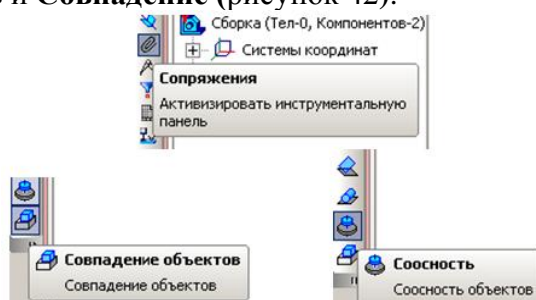 и Совпадение (рисунок 42).
Сборка (Тел-0, Компонентов-2)
Системы координат
Сопряжения
Активизировать инструментальную
панель
Совпадение объектов
Совпадение объектов
Соосность
Соосность объектов